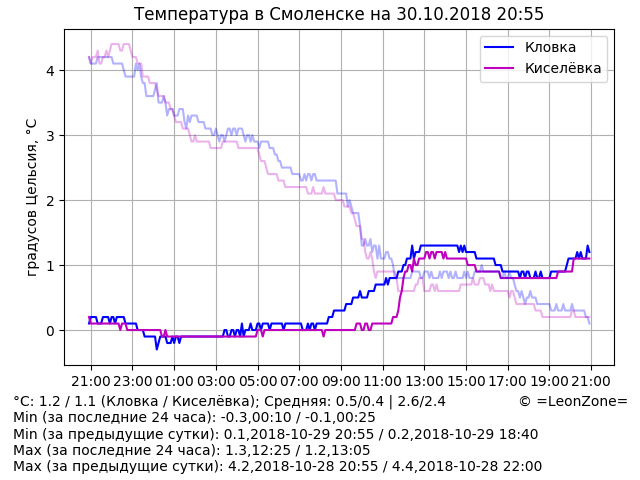 Температура в Смоленске на 30.10.2018 20:55
Кловка
Киселёвка
градусов Цельсия, °C
4
3
2
1
0
21:00 23:00 01:00 03:00 05:00 07:00 09:00 11:00 13:00 15:00 17:00 19:00 21:00
°C: 1.2 / 1.1 (Кловка / Киселёвка); Средняя: 0.5/0.4 | 2.6/2.4 © =LeonZone=
Min (за последние 24 часа): -0.3,00:10 / -0.1,00:25
Min (за предыдущие сутки): 0.1,2018-10-29 20:55 / 0.2,2018-10-29 18:40
Max (за последние 24 часа): 1.3,12:25 / 1.2,13:05
Max (за предыдущие сутки): 4.2,2018-10-28 20:55 / 4.4,2018-10-28 22:00